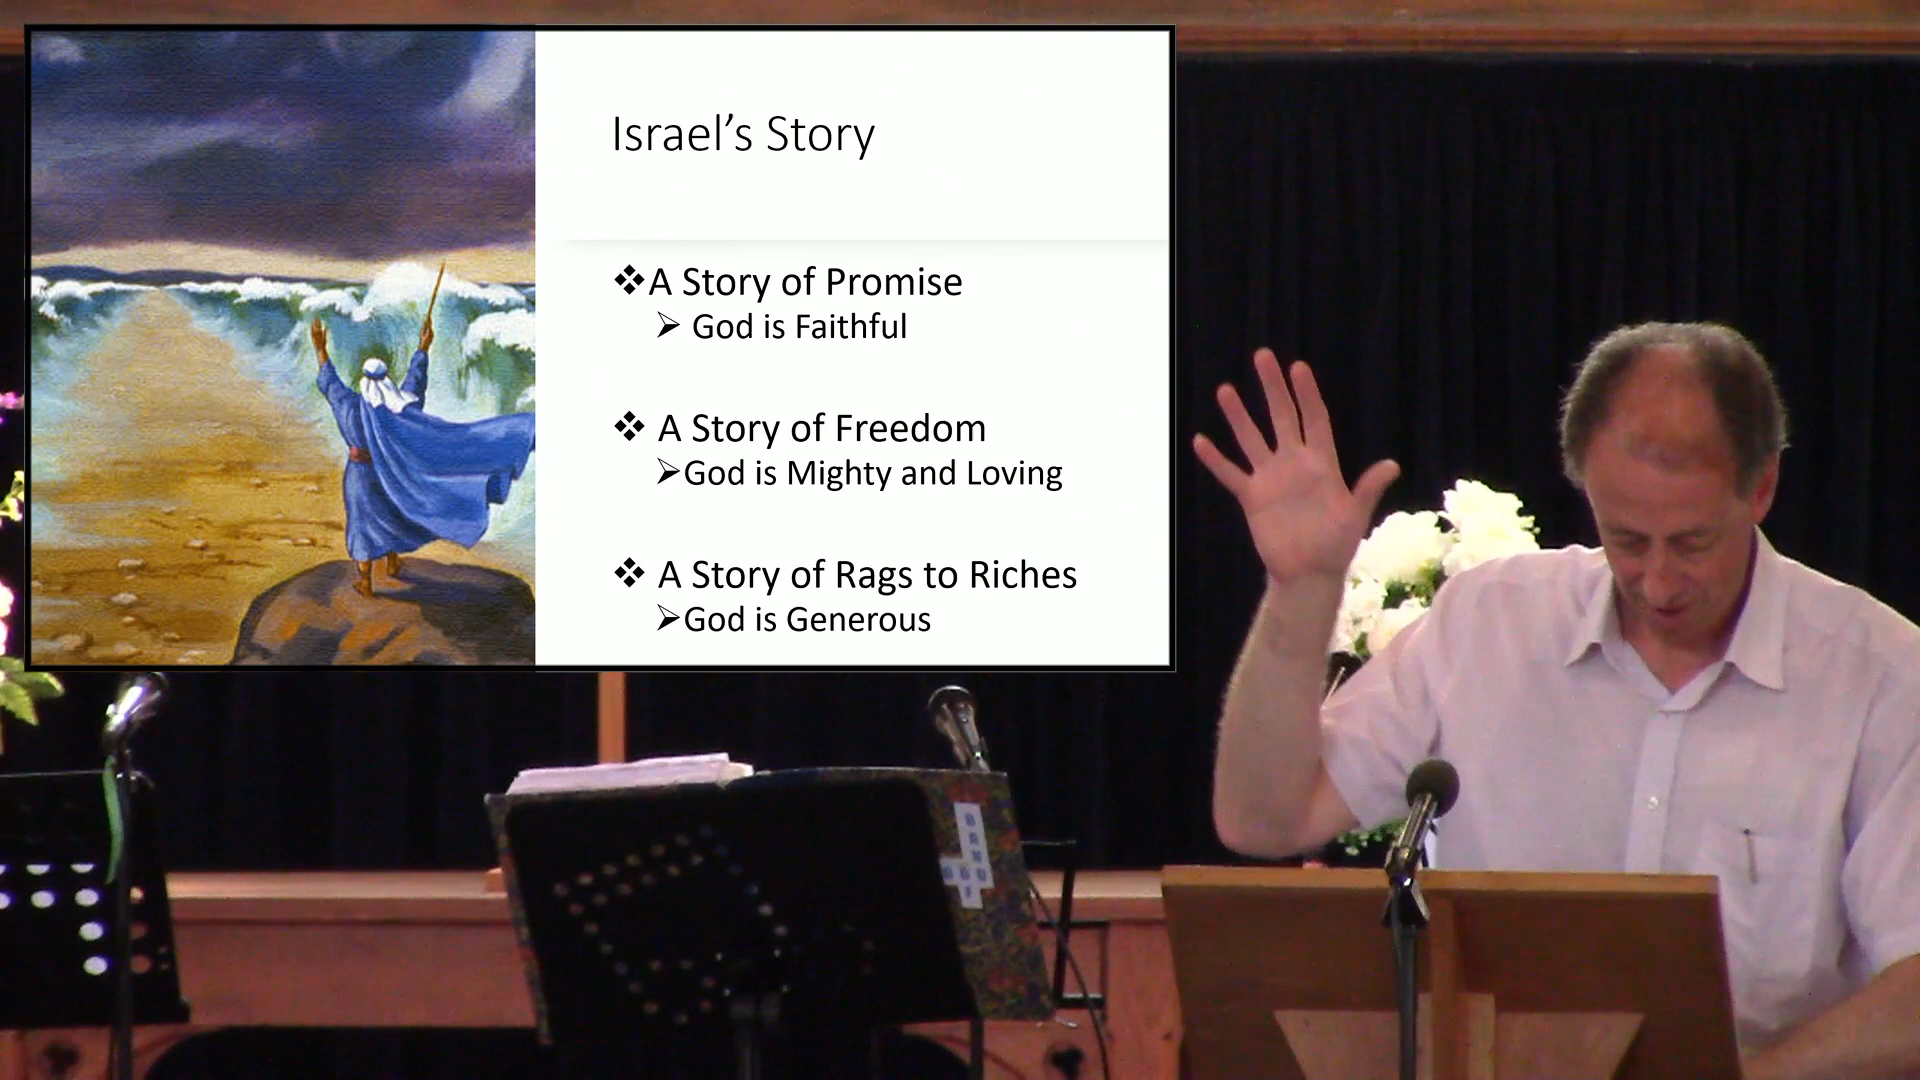 Israel’s Story
❖A Story of Promise
➢ God is Faithful
❖ A Story of Freedom
➢God is Mighty and Loving
❖ A Story of Rags to Riches
➢God is Generous